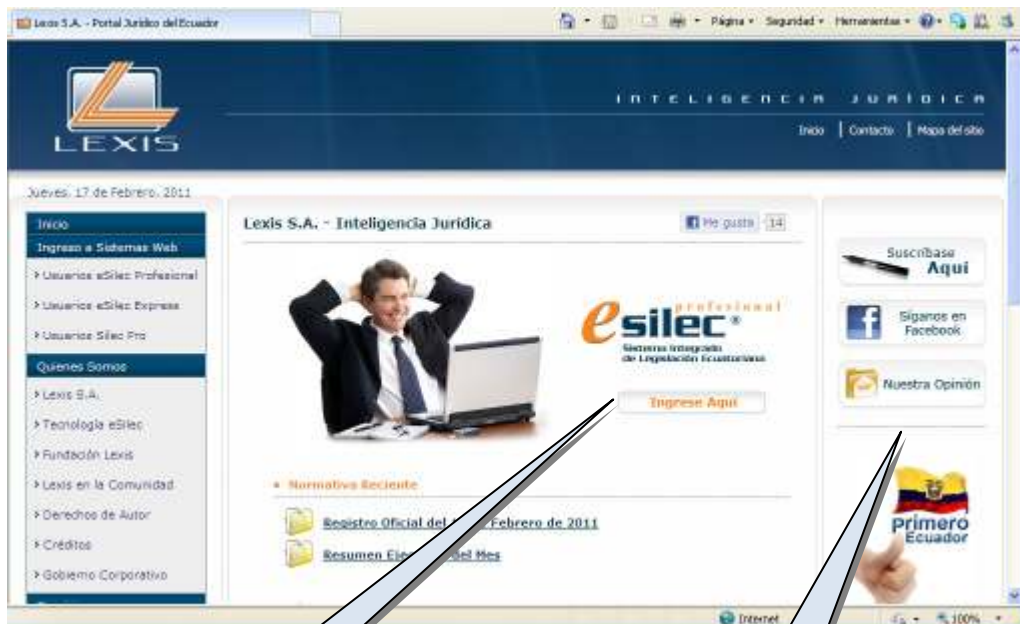 Lexis S.A. - Portal Jurídico del Ecuador
Página Seguridad Herramientas
LEXIS
INTELIGENCIA JURIDICA
Inicio | Contacto | Mapa del sitio
Jueves, 17 de Febrero, 2011
Inicio
Ingreso a Sistemas Web
Usuarios eSilec Profesional
Usuarios eSilec Express
Usuarios Silec Pro
Quienes Somos
Lexis S.A.
Tecnología eSilec
Fundación Lexis
Lexis en la Comunidad
Derechos de Autor
Créditos
Gobierno Corporativo
Lexis S.A. - Inteligencia Jurídica
Me gusta 14
esilec profesional
Sistema Integrado
de Legislación Ecuatoriana
Ingrese Aquí
Normativa Reciente
Registro Oficial del Febrero de 2011
Resumen del Mes
Suscríbase
Aquí
Síganos en
Facebook
Nuestra Opinión
Primero
Ecuador
Internet
100%